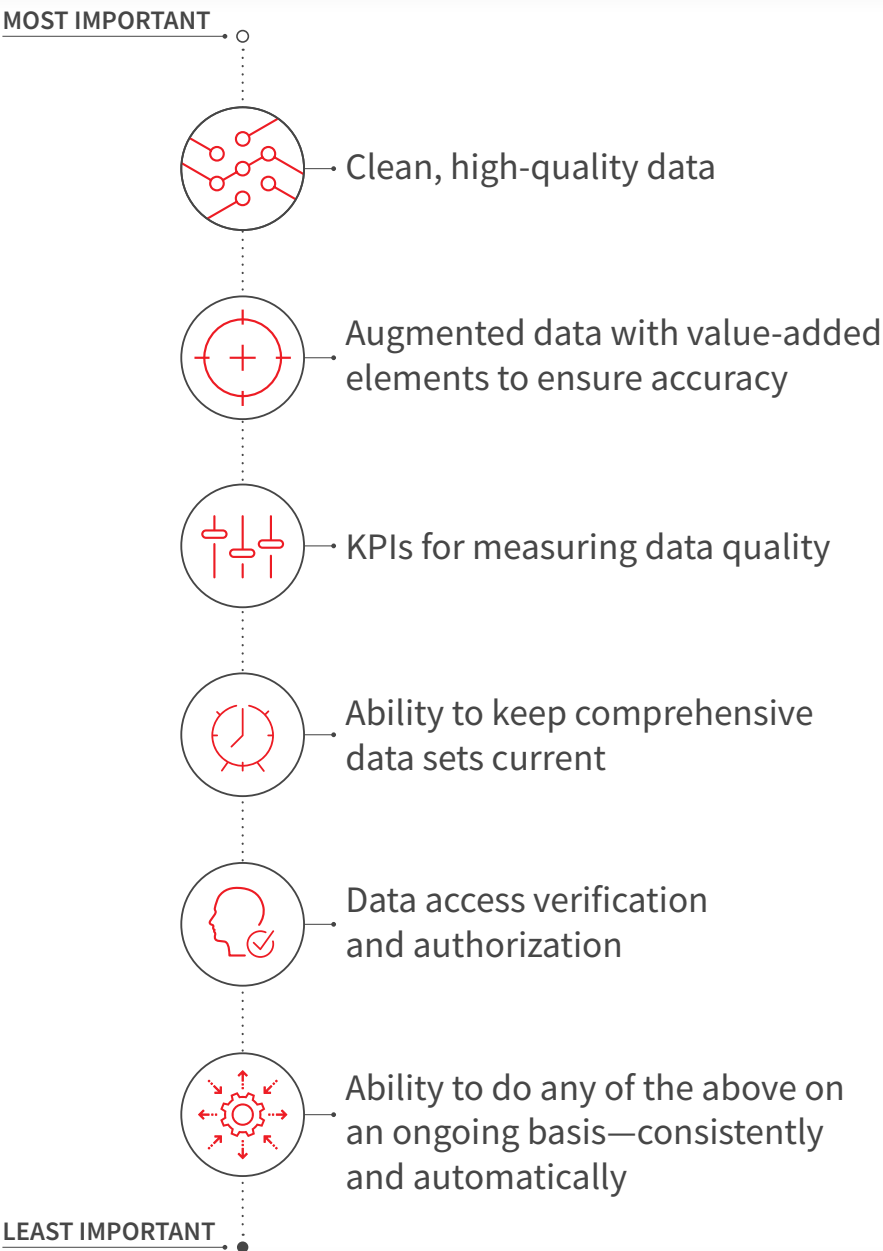 MOST IMPORTANT
Clean, high-quality data
Augmented data with value-added
elements to ensure accuracy
KPIs for measuring data quality
Ability to keep comprehensive
data sets current
Data access verification
and authorization
Ability to do any of the above on
an ongoing basis—consistently
and automatically
LEAST IMPORTANT